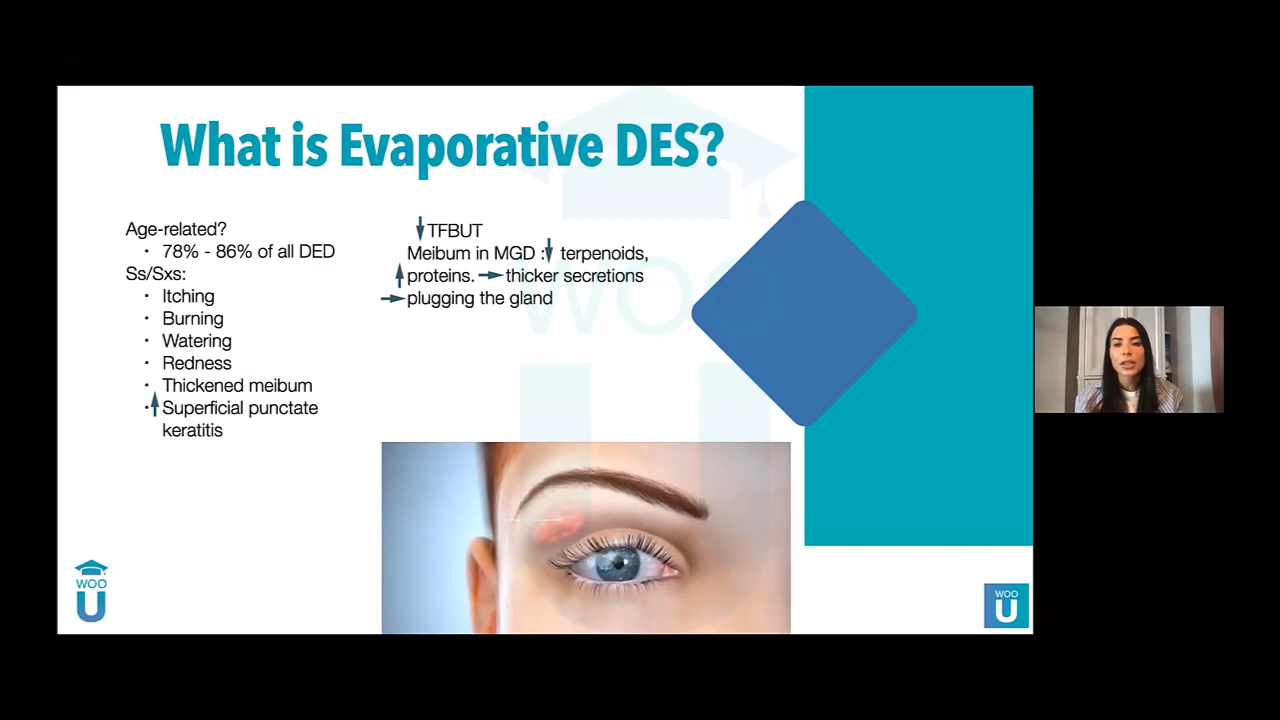 What is Evaporative DES?
Age-related?
· 78% - 86% of all DED
Ss/Sxs:
· Itching
· Burning
· Watering
· Redness
· Thickened meibum
· ↑ Superficial punctate
keratitis
↓ TFBUT
Meibum in MGD :↓ terpenoids,
↑ proteins. → thicker secretions
→ plugging the gland
WOO
U
WOO
U
WOO
U